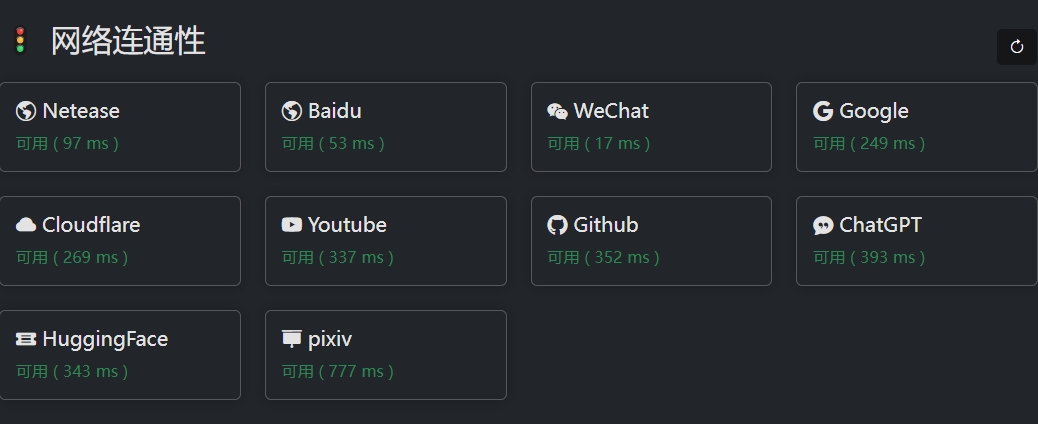 网络连通性
Netease
可用 ( 97 ms )
Baidu
可用 ( 53 ms )
WeChat
可用 ( 17 ms )
Google
可用 ( 249 ms )
Cloudflare
可用 ( 269 ms )
Youtube
可用 ( 337 ms )
Github
可用 ( 352 ms )
ChatGPT
可用 ( 393 ms )
HuggingFace
可用 ( 343 ms )
pixiv
可用 ( 777 ms )